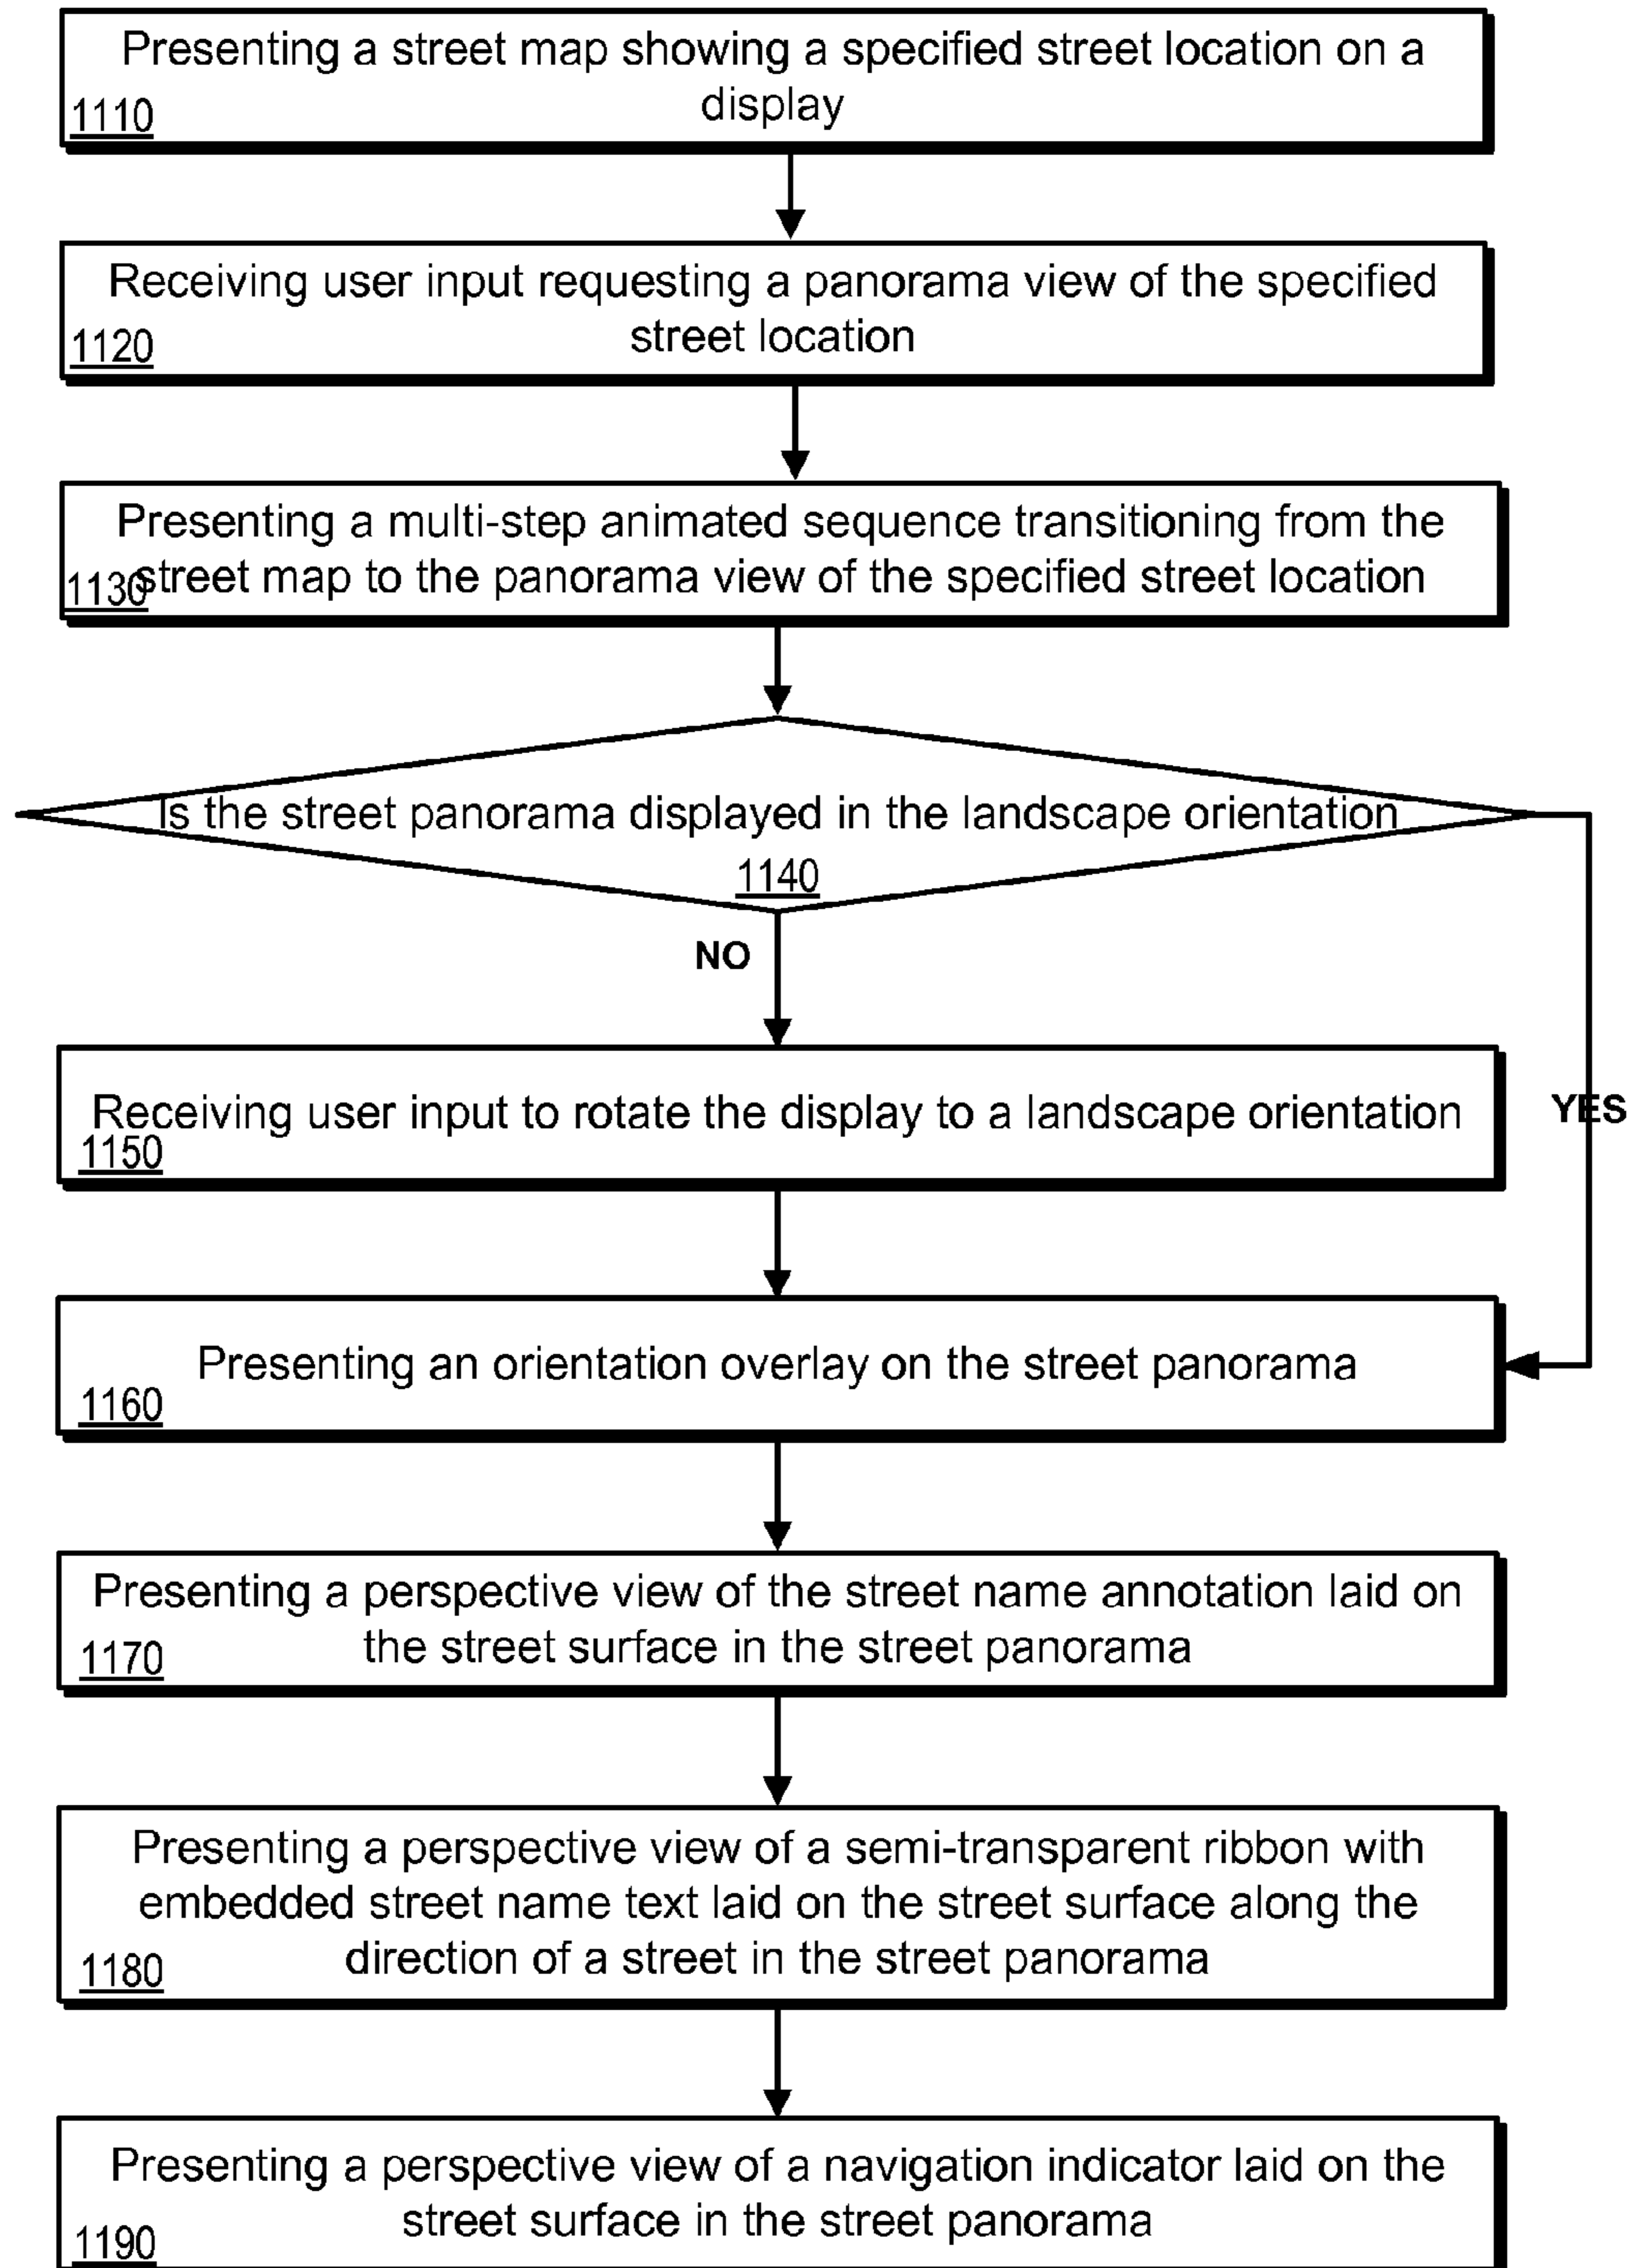 Presenting a street map showing a specified street location on a
display
1110
Receiving user input requesting a panorama view of the specified
street location
1120
Presenting a multi-step animated sequence transitioning from the
street map to the panorama view of the specified street location
1130
Is the street panorama displayed in the landscape orientation
1140
NO
Receiving user input to rotate the display to a landscape orientation
1150
YES
Presenting an orientation overlay on the street panorama
1160
Presenting a perspective view of the street name annotation laid on
the street surface in the street panorama
1170
Presenting a perspective view of a semi-transparent ribbon with
embedded street name text laid on the street surface along the
direction of a street in the street panorama
1180
Presenting a perspective view of a navigation indicator laid on the
street surface in the street panorama
1190